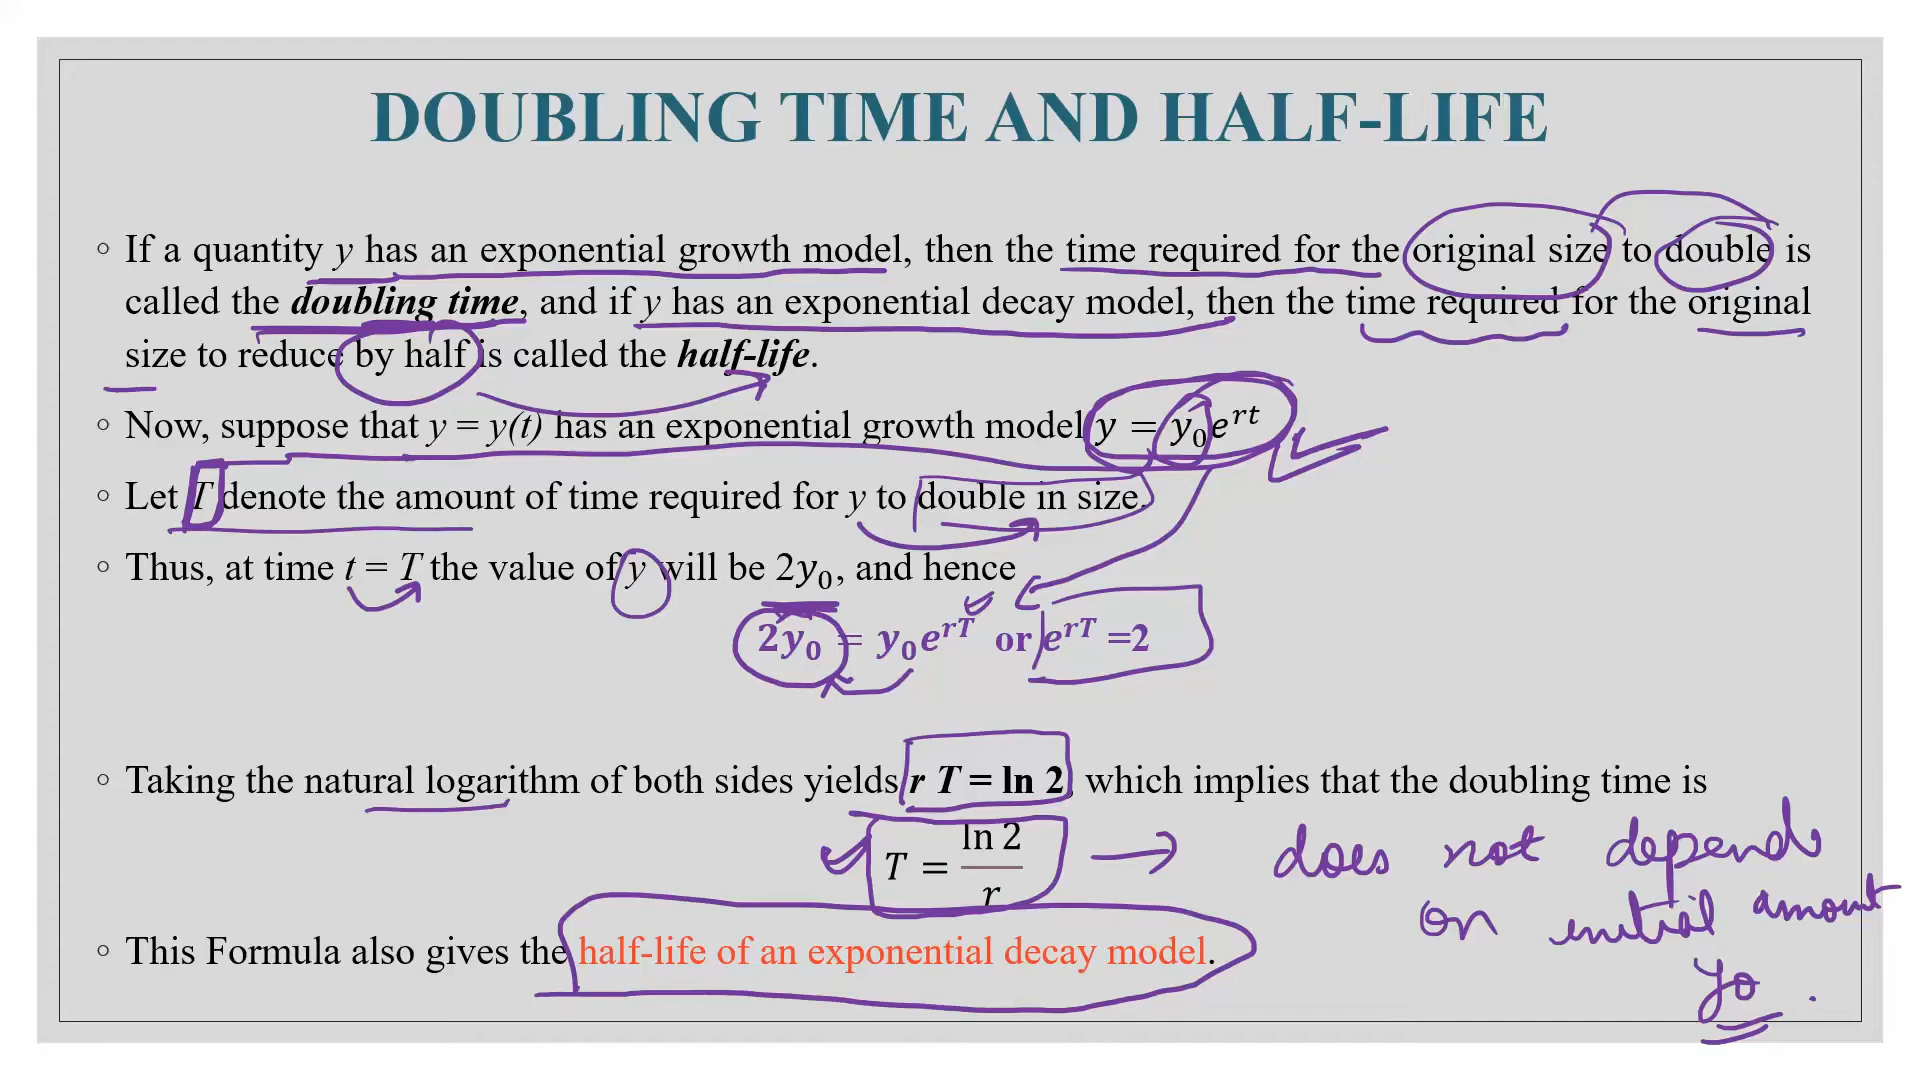 DOUBLING TIME AND HALF-LIFE
◦ If a quantity y has an exponential growth model, then the time required for the original size to double is
called the doubling time, and if y has an exponential decay model, then the time required for the original
size to reduce by half is called the half-life.
◦ Now, suppose that y = y(t) has an exponential growth model y = y₀e^{rt}
◦ Let T denote the amount of time required for y to double in size.
◦ Thus, at time t = T the value of y will be 2y₀, and hence
2y₀ = y₀e^{rT} or e^{rT} =2
◦ Taking the natural logarithm of both sides yields r T = ln 2, which implies that the doubling time is
T = ln 2 / r
→ does not depends
on initial amount
y₀.
◦ This Formula also gives the half-life of an exponential decay model.